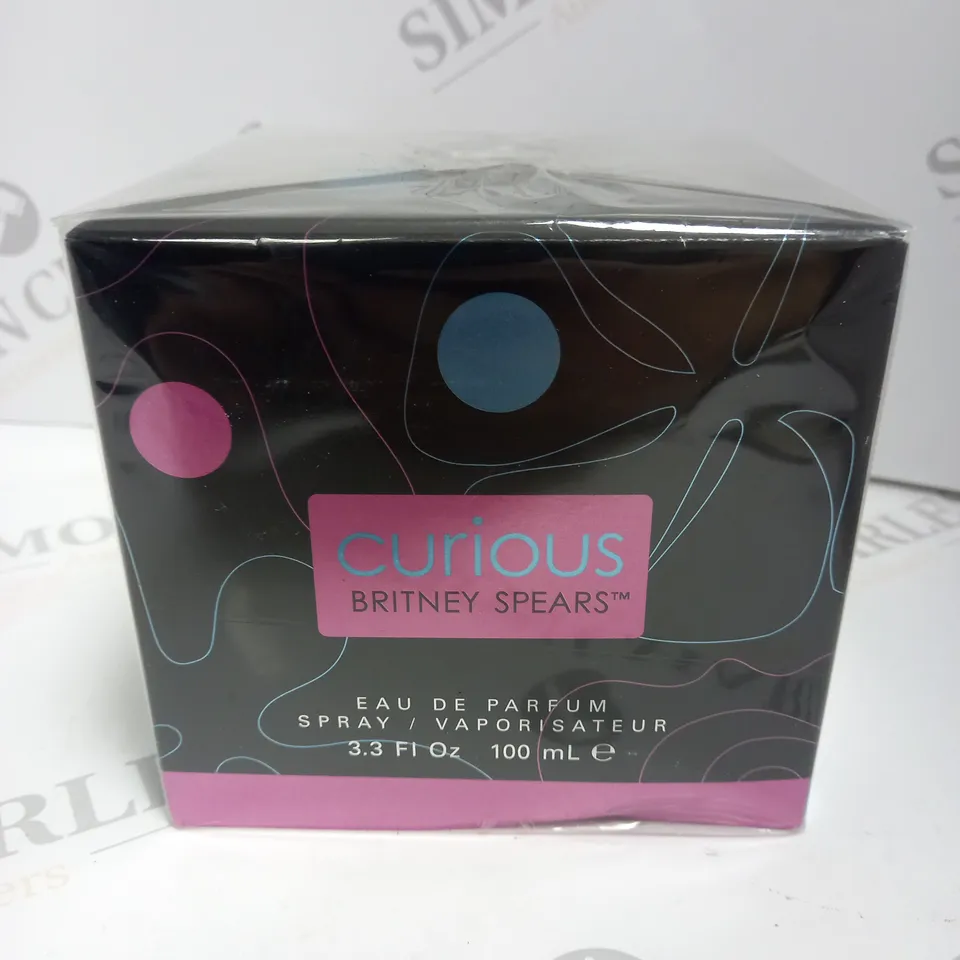 curious
BRITNEY SPEARS™
EAU DE PARFUM
SPRAY / VAPORISATEUR
3.3 Fl Oz 100 mL ℮